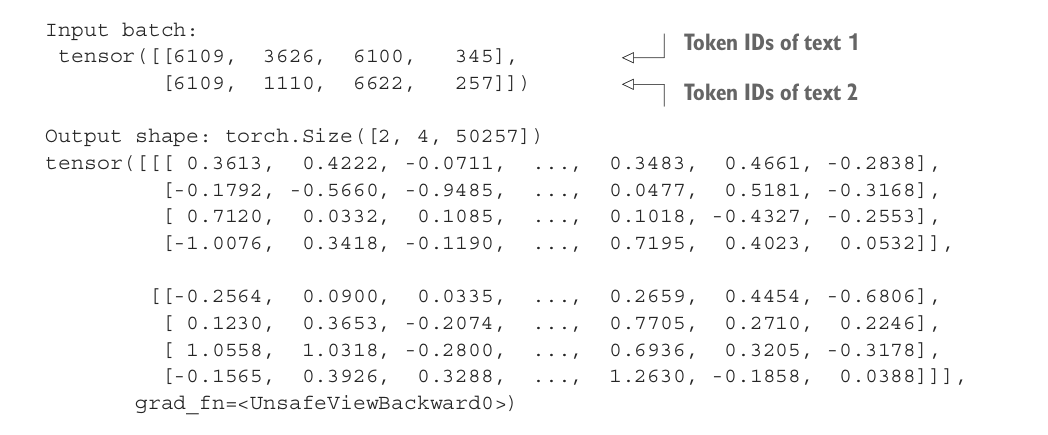 Input batch:
tensor([[6109, 3626, 6100, 345],
Token IDs of text 1
[6109, 1110, 6622, 257]])
Token IDs of text 2
Output shape: torch.Size([2, 4, 50257])
tensor([[[ 0.3613, 0.4222, -0.0711, ..., 0.3483, 0.4661, -0.2838],
[-0.1792, -0.5660, -0.9485, ..., 0.0477, 0.5181, -0.3168],
[ 0.7120, 0.0332, 0.1085, ..., 0.1018, -0.4327, -0.2553],
[-1.0076, 0.3418, -0.1190, ..., 0.7195, 0.4023, 0.0532]],
[[-0.2564, 0.0900, 0.0335, ..., 0.2659, 0.4454, -0.6806],
[ 0.1230, 0.3653, -0.2074, ..., 0.7705, 0.2710, 0.2246],
[ 1.0558, 1.0318, -0.2800, ..., 0.6936, 0.3205, -0.3178],
[-0.1565, 0.3926, 0.3288, ..., 1.2630, -0.1858, 0.0388]]],
grad_fn=<UnsafeViewBackward0>)